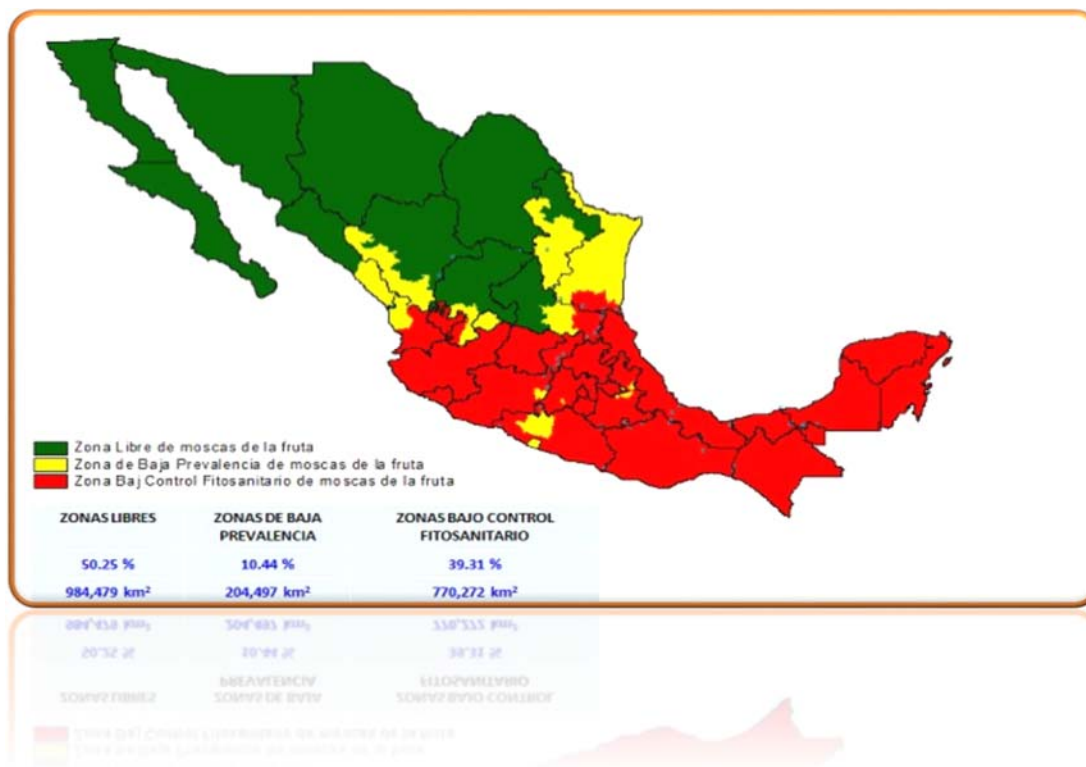 Zona Libre de moscas de la fruta
Zona de Baja Prevalencia de moscas de la fruta
Zona Baj Control Fitosanitario de moscas de la fruta
ZONAS LIBRES ZONAS DE BAJA PREVALENCIA ZONAS BAJO CONTROL FITOSANITARIO
50.25 % 10.44 % 39.31 %
984,479 km² 204,497 km² 770,272 km²